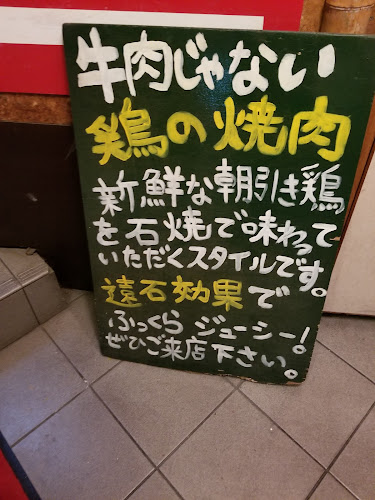 牛肉じゃない
鶏の焼肉
新鮮な朝引き鶏
を石焼で味わって
いただくスタイルです。
遠石効果で
ふっくらジューシー!
ぜひご来店下さい。